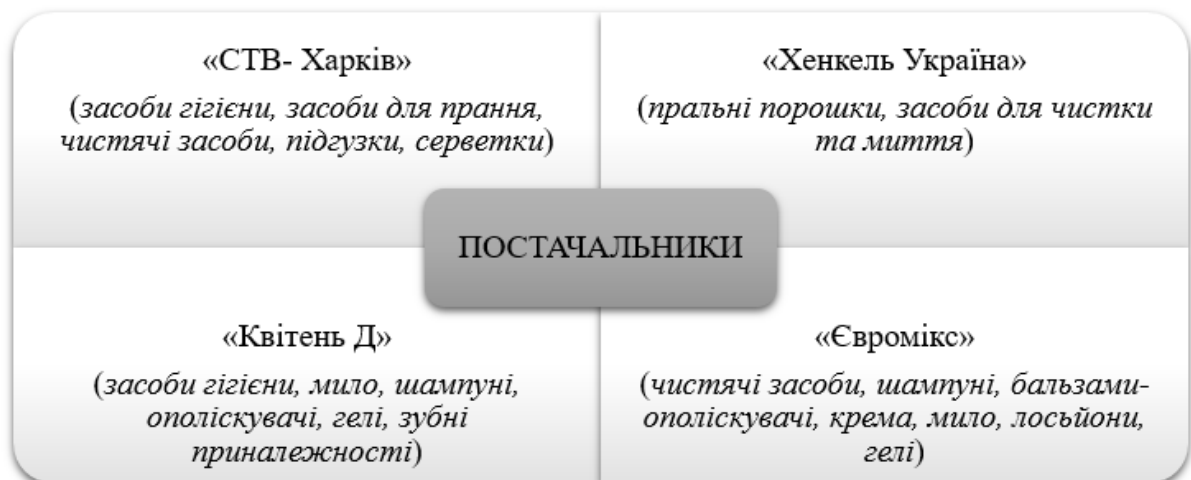 «СТВ- Харків»
(засоби гігієни, засоби для прання,
чистячі засоби, підгузки, серветки)
«Хенкель Україна»
(пральні порошки, засоби для чистки
та миття)
ПОСТАЧАЛЬНИКИ
«Квітень Д»
(засоби гігієни, мило, шампуні,
ополіскувачі, гелі, зубні
приналежності)
«Євромікс»
(чистячі засоби, шампуні, бальзами-
ополіскувачі, крема, мило, лосьйони,
гелі)